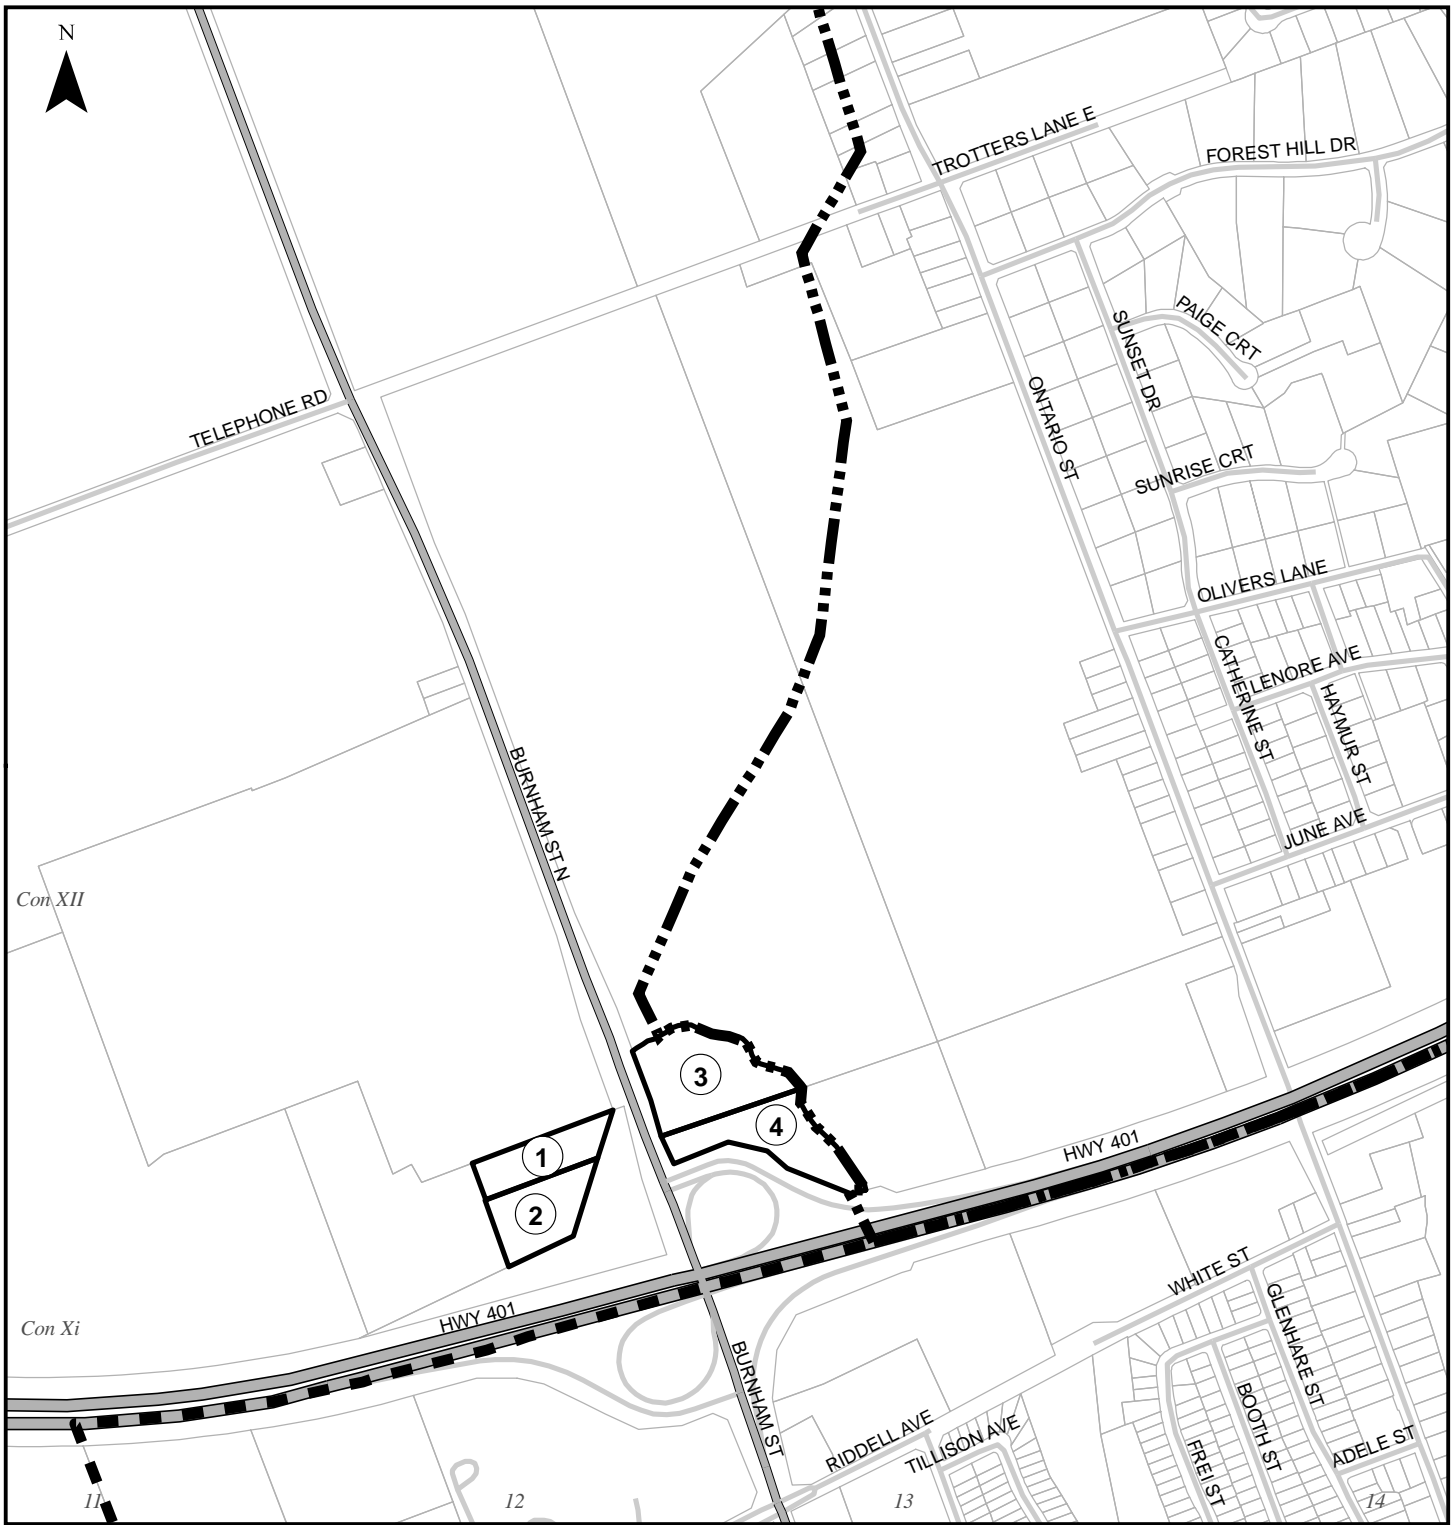 N
TROTTERS LANE E
FOREST HILL DR
PAIGE CRT
SUNSET DR
ONTARIO ST
TELEPHONE RD
SUNRISE CRT
OLIVERS LANE
CATHERINE ST
LENORE AVE
HAYMUR ST
BURNHAM ST N
JUNE AVE
Con XII
3
4
1
2
HWY 401
WHITE ST
HWY 401
Con Xi
GLENHARE ST
BURNHAM ST
BOOTH ST
RIDDELL AVE
TILLISON AVE
FREI ST
ADELE ST
11
12
13
14